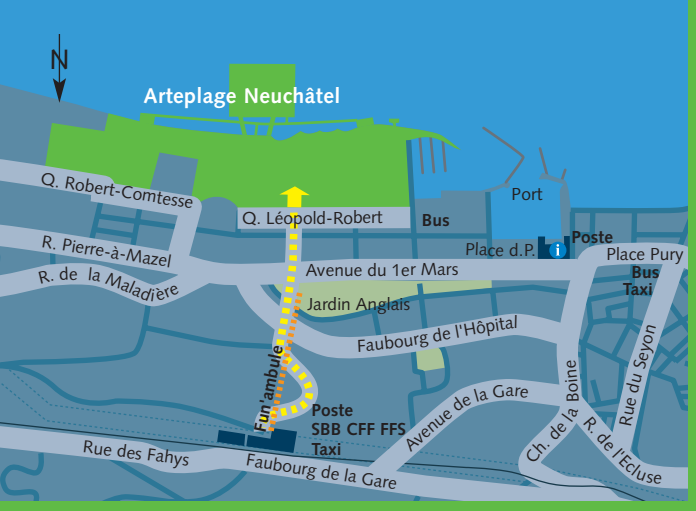 N
Arteplage Neuchâtel
Q. Robert-Comtesse
Q. Léopold-Robert
Bus
Port
R. Pierre-à-Mazel
Place d.P.
i
Poste
Place Pury
Bus
Taxi
R. de la Maladière
Avenue du 1er Mars
Jardin Anglais
Faubourg de l'Hôpital
Fun'ambule
Rue du Seyon
Ch. de la Boine
Poste
SBB CFF FFS
Taxi
Avenue de la Gare
R. de l'Ecluse
Rue des Fahys
Faubourg de la Gare